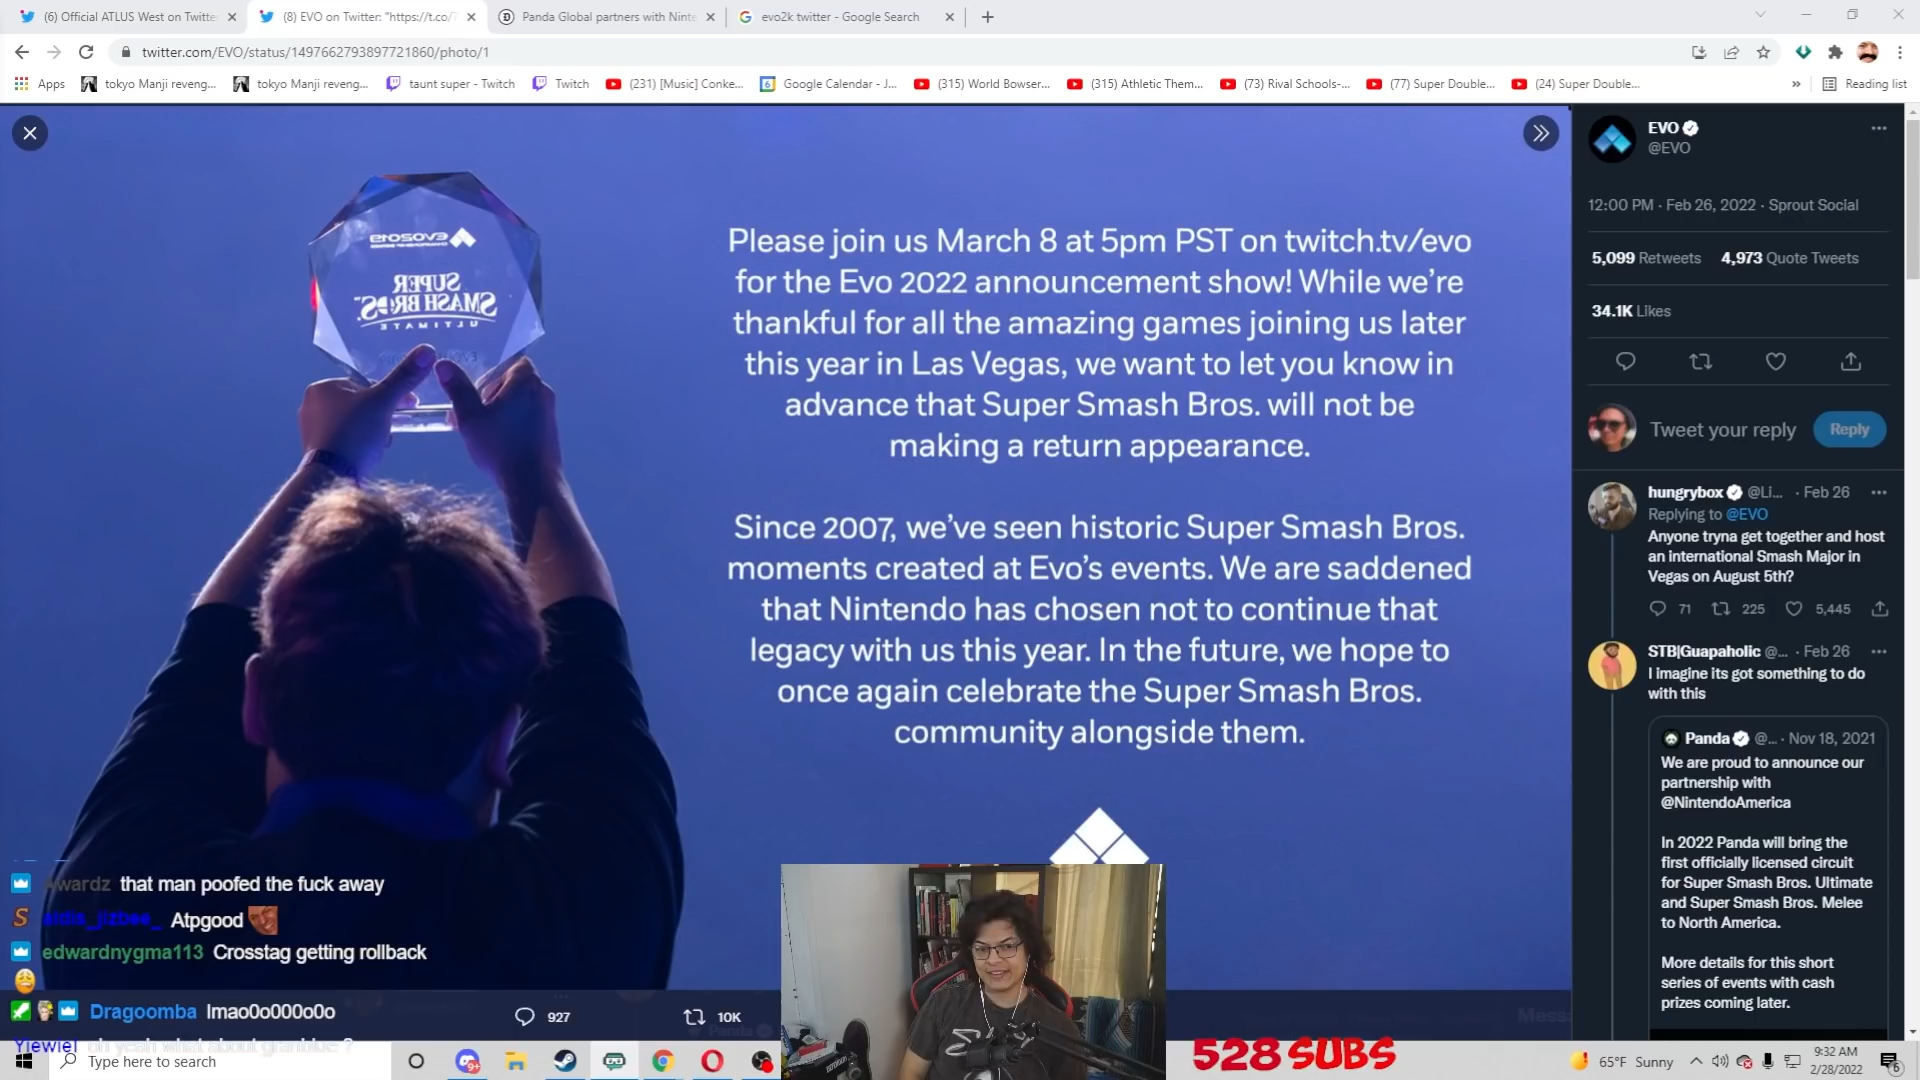 (6) Official ATLUS West on Twitte
(8) EVO on Twitter: "https://t.co/
Panda Global partners with Ninte
evo2k twitter - Google Search
twitter.com/EVO/status/1497662793897721860/photo/1
Apps
tokyo Manji reveng...
tokyo Manji reveng...
taunt super - Twitch
Twitch
(231) [Music] Conke...
Google Calendar - J...
(315) World Bowser...
(315) Athletic Them...
(73) Rival Schools-...
(77) Super Double...
(24) Super Double...
Reading list
SUPER
SMASH BROS.
ULTIMATE
Please join us March 8 at 5pm PST on twitch.tv/evo
for the Evo 2022 announcement show! While we're
thankful for all the amazing games joining us later
this year in Las Vegas, we want to let you know in
advance that Super Smash Bros. will not be
making a return appearance.
Since 2007, we've seen historic Super Smash Bros.
moments created at Evo's events. We are saddened
that Nintendo has chosen not to continue that
legacy with us this year. In the future, we hope to
once again celebrate the Super Smash Bros.
community alongside them.
EVO
@EVO
12:00 PM · Feb 26, 2022 · Sprout Social
5,099 Retweets 4,973 Quote Tweets
34.1K Likes
Tweet your reply
Reply
hungrybox @Li... · Feb 26
Replying to @EVO
Anyone tryna get together and host
an international Smash Major in
Vegas on August 5th?
71 225 5,445
STB|Guapaholic @... · Feb 26
I imagine its got something to do
with this
Panda @... · Nov 18, 2021
We are proud to announce our
partnership with
@NintendoAmerica
In 2022 Panda will bring the
first officially licensed circuit
for Super Smash Bros. Ultimate
and Super Smash Bros. Melee
to North America.
More details for this short
series of events with cash
prizes coming later.
Awardz that man poofed the fuck away
Atpgood
edwardnygma113 Crosstag getting rollback
Dragoomba lmao0o000o0o
927
10K
oh yeah what about granblue ?
Type here to search
528 SUBS
65°F Sunny
9:32 AM
2/28/2022
6